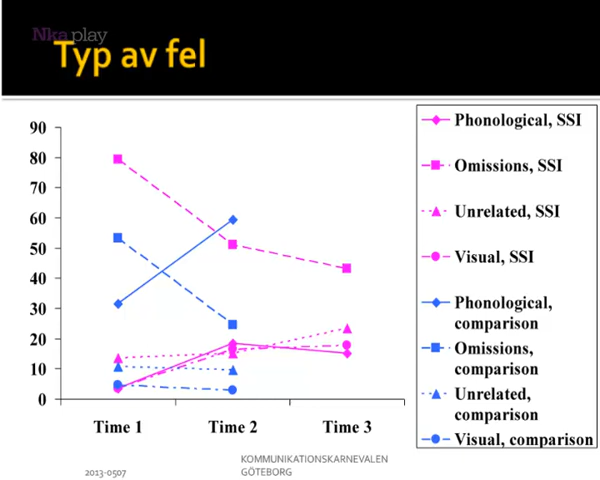 Nka play
Typ av fel
90
80
70
60
50
40
30
20
10
0
Time 1 Time 2 Time 3
Phonological, SSI
Omissions, SSI
Unrelated, SSI
Visual, SSI
Phonological,
comparison
Omissions,
comparison
Unrelated,
comparison
Visual, comparison
2013-0507
KOMMUNIKATIONSKARNEVALEN
GÖTEBORG